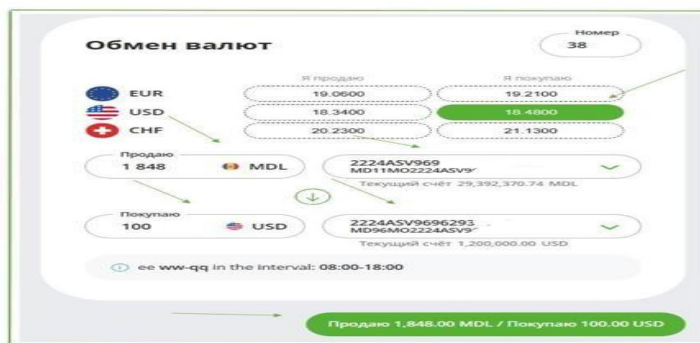 Обмен валют
Номер
38
Я продаю Я покупаю
EUR 19.0600 19.2100
USD 18.3400 18.4800
CHF 20.2300 21.1300
Продаю
1 848 MDL
2224ASV969
MD11MO2224ASV9
Текущий счёт 29,392,370.74 MDL
Покупаю
100 USD
2224ASV9696293
MD96MO2224ASV9
Текущий счёт 1,200,000.00 USD
ee ww-qq in the Interval: 08:00-18:00
Продаю 1,848.00 MDL / Покупаю 100.00 USD